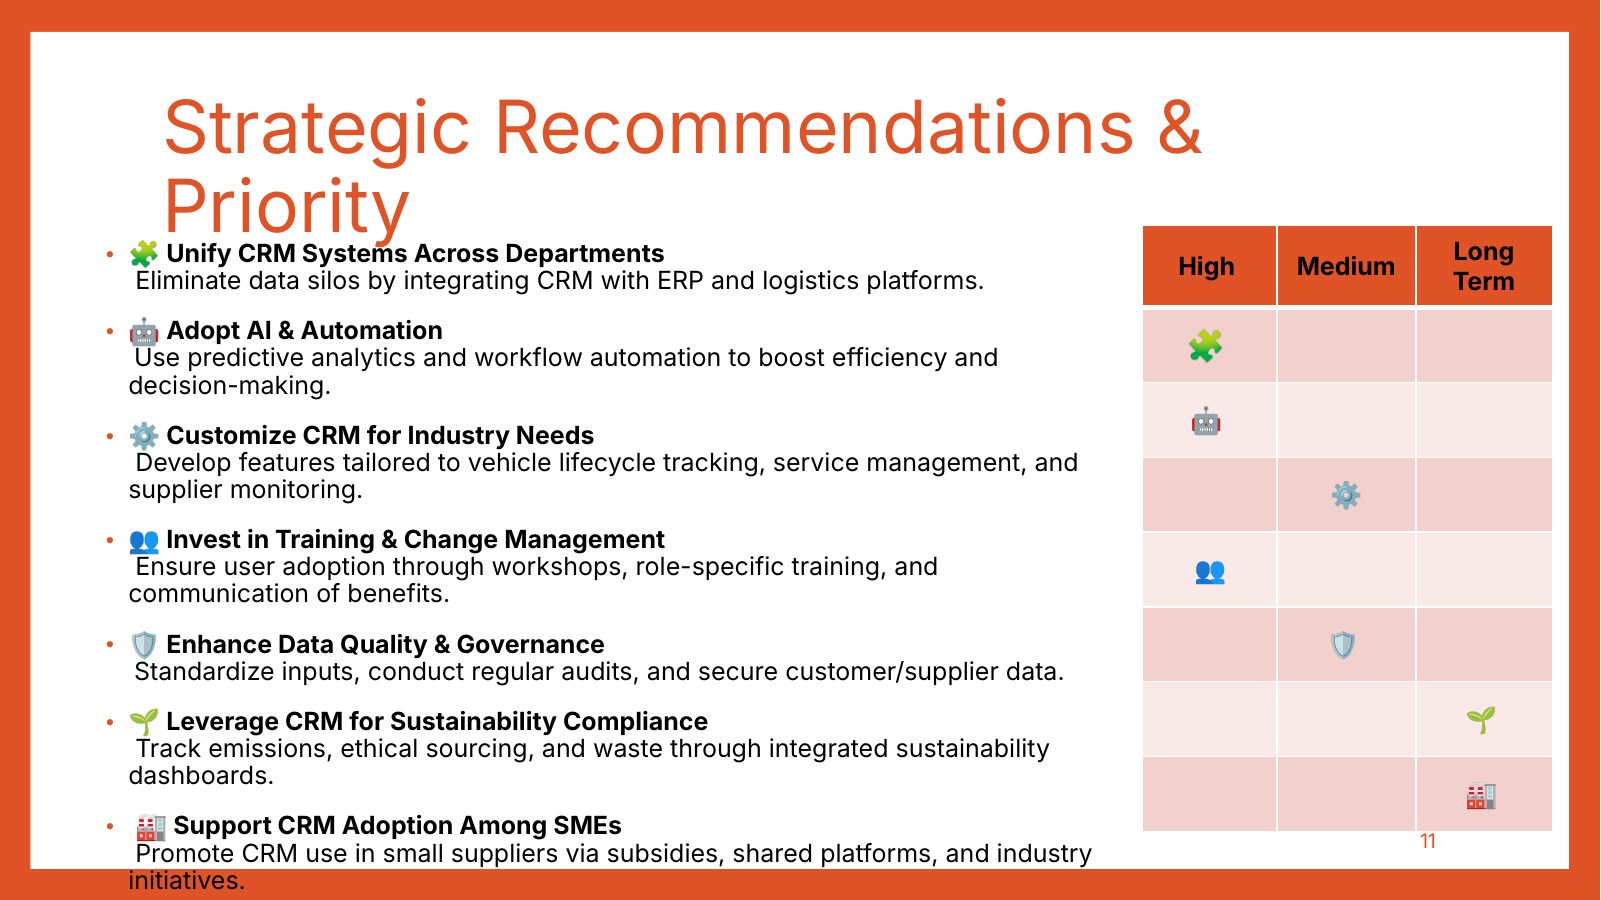 Strategic Recommendations &
Priority
• 🧩 Unify CRM Systems Across Departments
Eliminate data silos by integrating CRM with ERP and logistics platforms.
• 🤖 Adopt AI & Automation
Use predictive analytics and workflow automation to boost efficiency and
decision-making.
• ⚙️ Customize CRM for Industry Needs
Develop features tailored to vehicle lifecycle tracking, service management, and
supplier monitoring.
• 👥 Invest in Training & Change Management
Ensure user adoption through workshops, role-specific training, and
communication of benefits.
• 🛡️ Enhance Data Quality & Governance
Standardize inputs, conduct regular audits, and secure customer/supplier data.
• 🌱 Leverage CRM for Sustainability Compliance
Track emissions, ethical sourcing, and waste through integrated sustainability
dashboards.
• 🏭 Support CRM Adoption Among SMEs
Promote CRM use in small suppliers via subsidies, shared platforms, and industry
initiatives.
High
Medium
Long
Term
🧩
🤖
⚙️
👥
🛡️
🌱
🏭
11